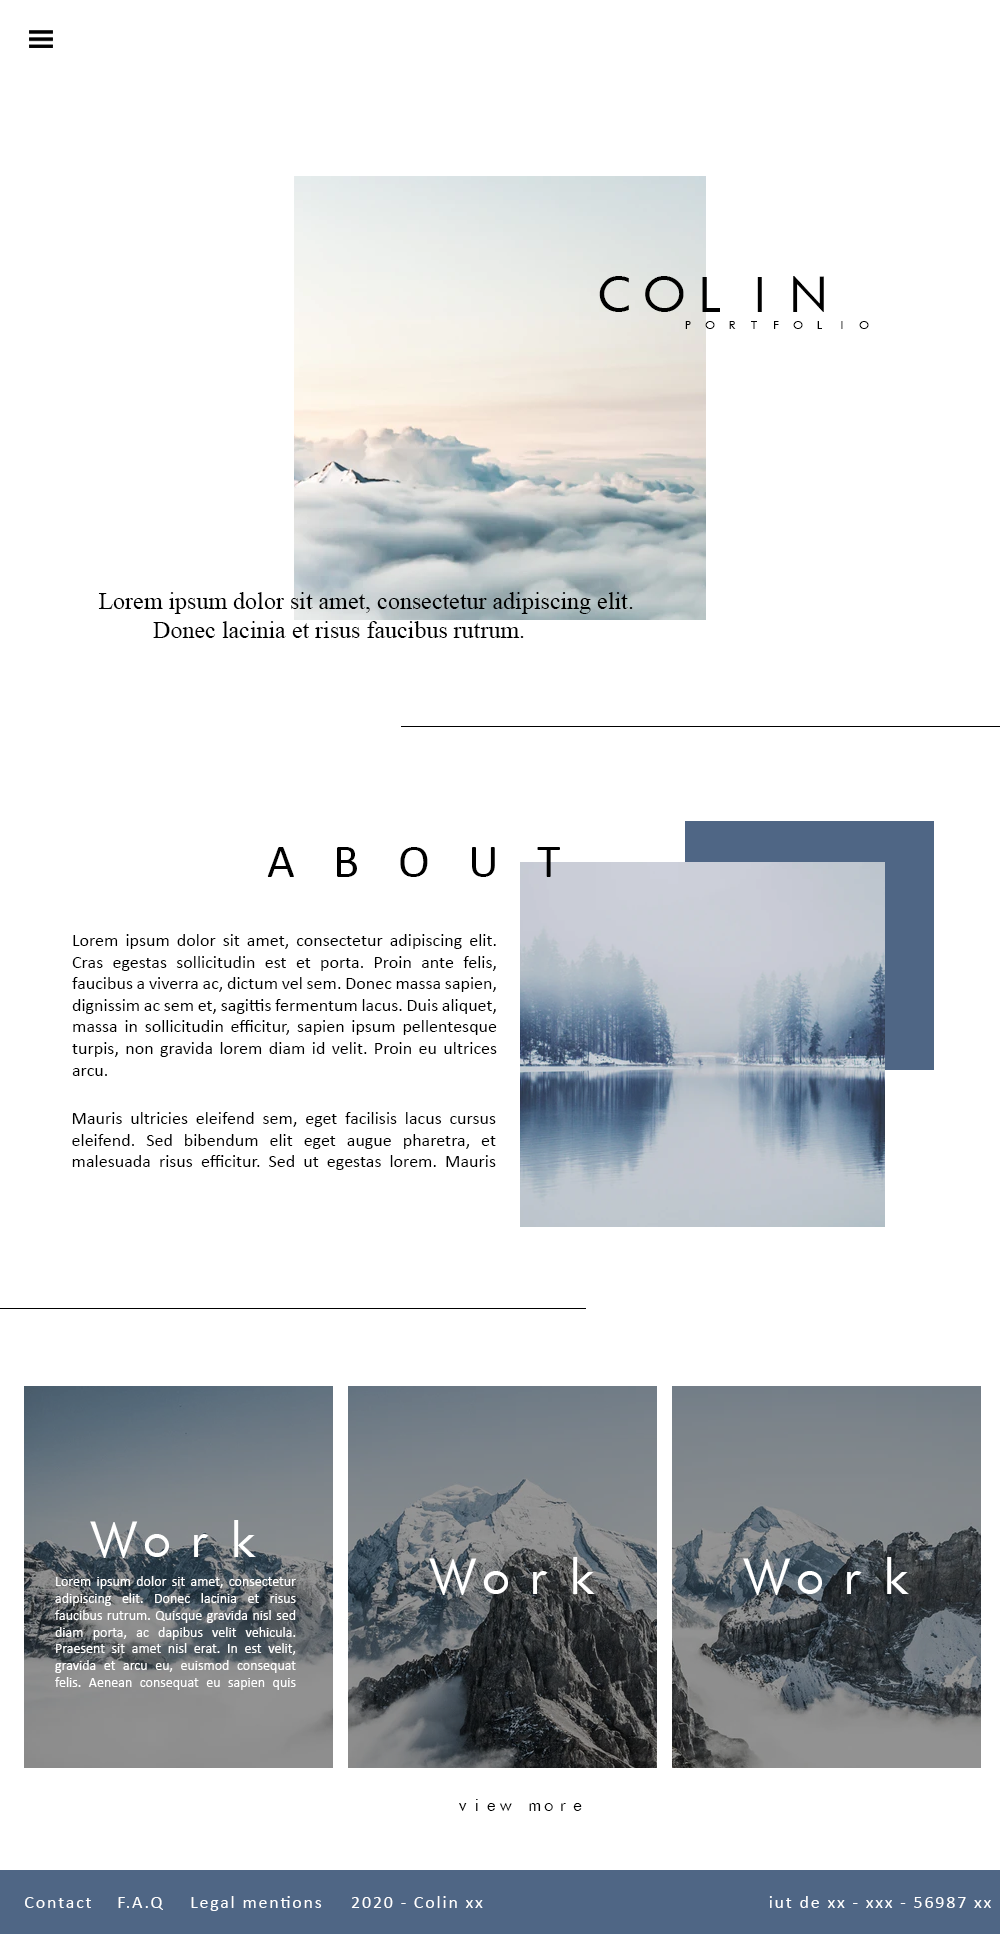 COLIN
PORTFOLIO
Lorem ipsum dolor sit amet, consectetur adipiscing elit.
Donec lacinia et risus faucibus rutrum.
ABOUT
Lorem ipsum dolor sit amet, consectetur adipiscing elit.
Cras egestas sollicitudin est et porta. Proin ante felis,
faucibus a viverra ac, dictum vel sem. Donec massa sapien,
dignissim ac sem et, sagittis fermentum lacus. Duis aliquet,
massa in sollicitudin efficitur, sapien ipsum pellentesque
turpis, non gravida lorem diam id velit. Proin eu ultrices
arcu.
Mauris ultricies eleifend sem, eget facilisis lacus cursus
eleifend. Sed bibendum elit eget augue pharetra, et
malesuada risus efficitur. Sed ut egestas lorem. Mauris
Work
Lorem ipsum dolor sit amet, consectetur
adipiscing elit. Donec lacinia et risus
faucibus rutrum. Quisque gravida nisl sed
diam porta, ac dapibus velit vehicula.
Praesent sit amet nisl erat. In est velit,
gravida et arcu eu, euismod consequat
felis. Aenean consequat eu sapien quis
Work
Work
view more
Contact F.A.Q Legal mentions 2020 - Colin xx iut de xx - xxx - 56987 xx